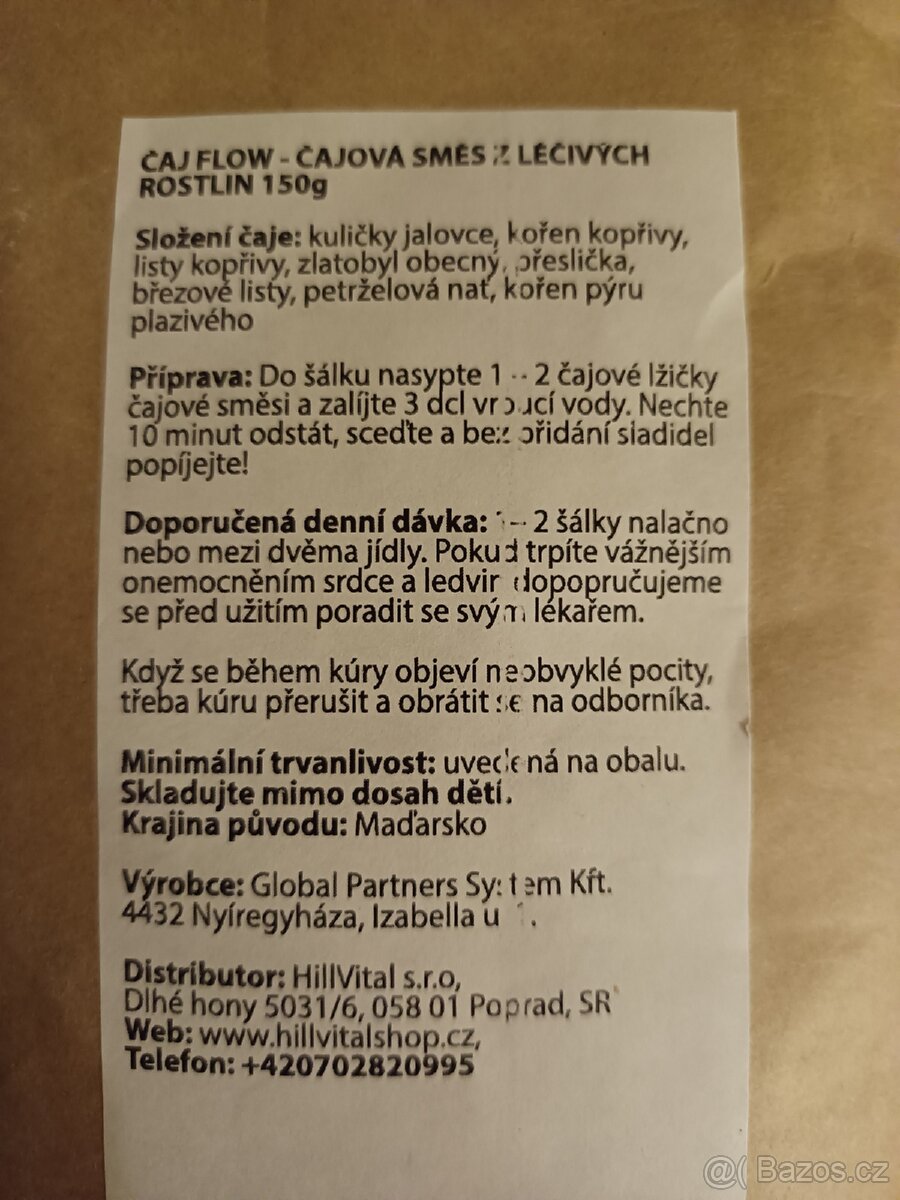 ČAJ FLOW - ČAJOVÁ SMĚS Z LÉČIVÝCH
ROSTLIN 150g
Složení čaje: kuličky jalovce, kořen kopřivy,
listy kopřivy, zlatobyl obecný, přeslička,
březové listy, petrželová nať, kořen pýru
plazivého
Příprava: Do šálku nasypte 1 - 2 čajové lžičky
čajové směsi a zalíjte 3 dcl vroucí vody. Nechte
10 minut odstát, sceďte a bez přidání sladidel
popíjejte!
Doporučená denní dávka: 1 - 2 šálky nalačno
nebo mezi dvěma jídly. Pokud trpíte vážnějším
onemocněním srdce a ledvin dopopručujeme
se před užitím poradit se svým lékařem.
Když se během kúry objeví neobvyklé pocity,
třeba kúru přerušit a obrátit se na odborníka.
Minimální trvanlivost: uvedená na obalu.
Skladujte mimo dosah dětí.
Krajina původu: Maďarsko
Výrobce: Global Partners System Kft.
4432 Nyíregyháza, Izabella u
Distributor: HillVital s.r.o,
Dlhé hony 5031/6, 058 01 Poprad, SR
Web: www.hillvitalshop.cz,
Telefon: +420702820995
@ Bazos.cz